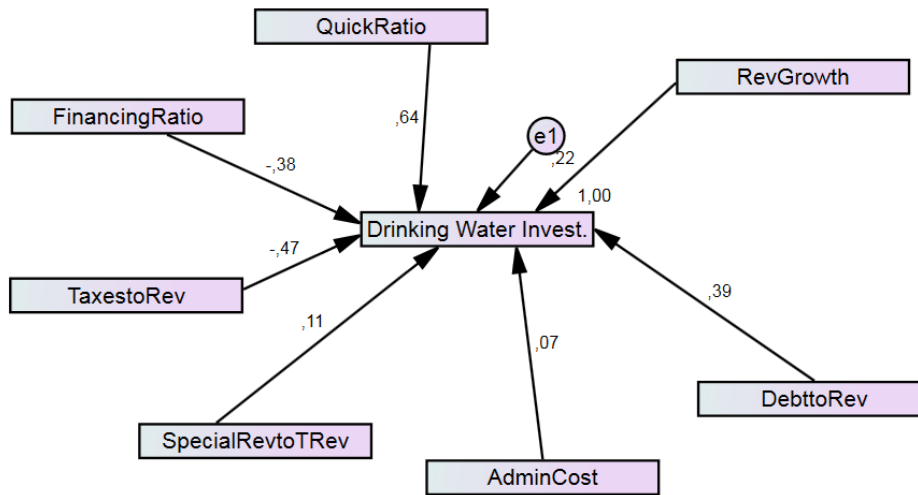 QuickRatio
RevGrowth
FinancingRatio
,64
e1
,22
-,38
1,00
Drinking Water Invest.
-,47
TaxestoRev
,39
,11
,07
DebttoRev
SpecialRevtoTRev
AdminCost